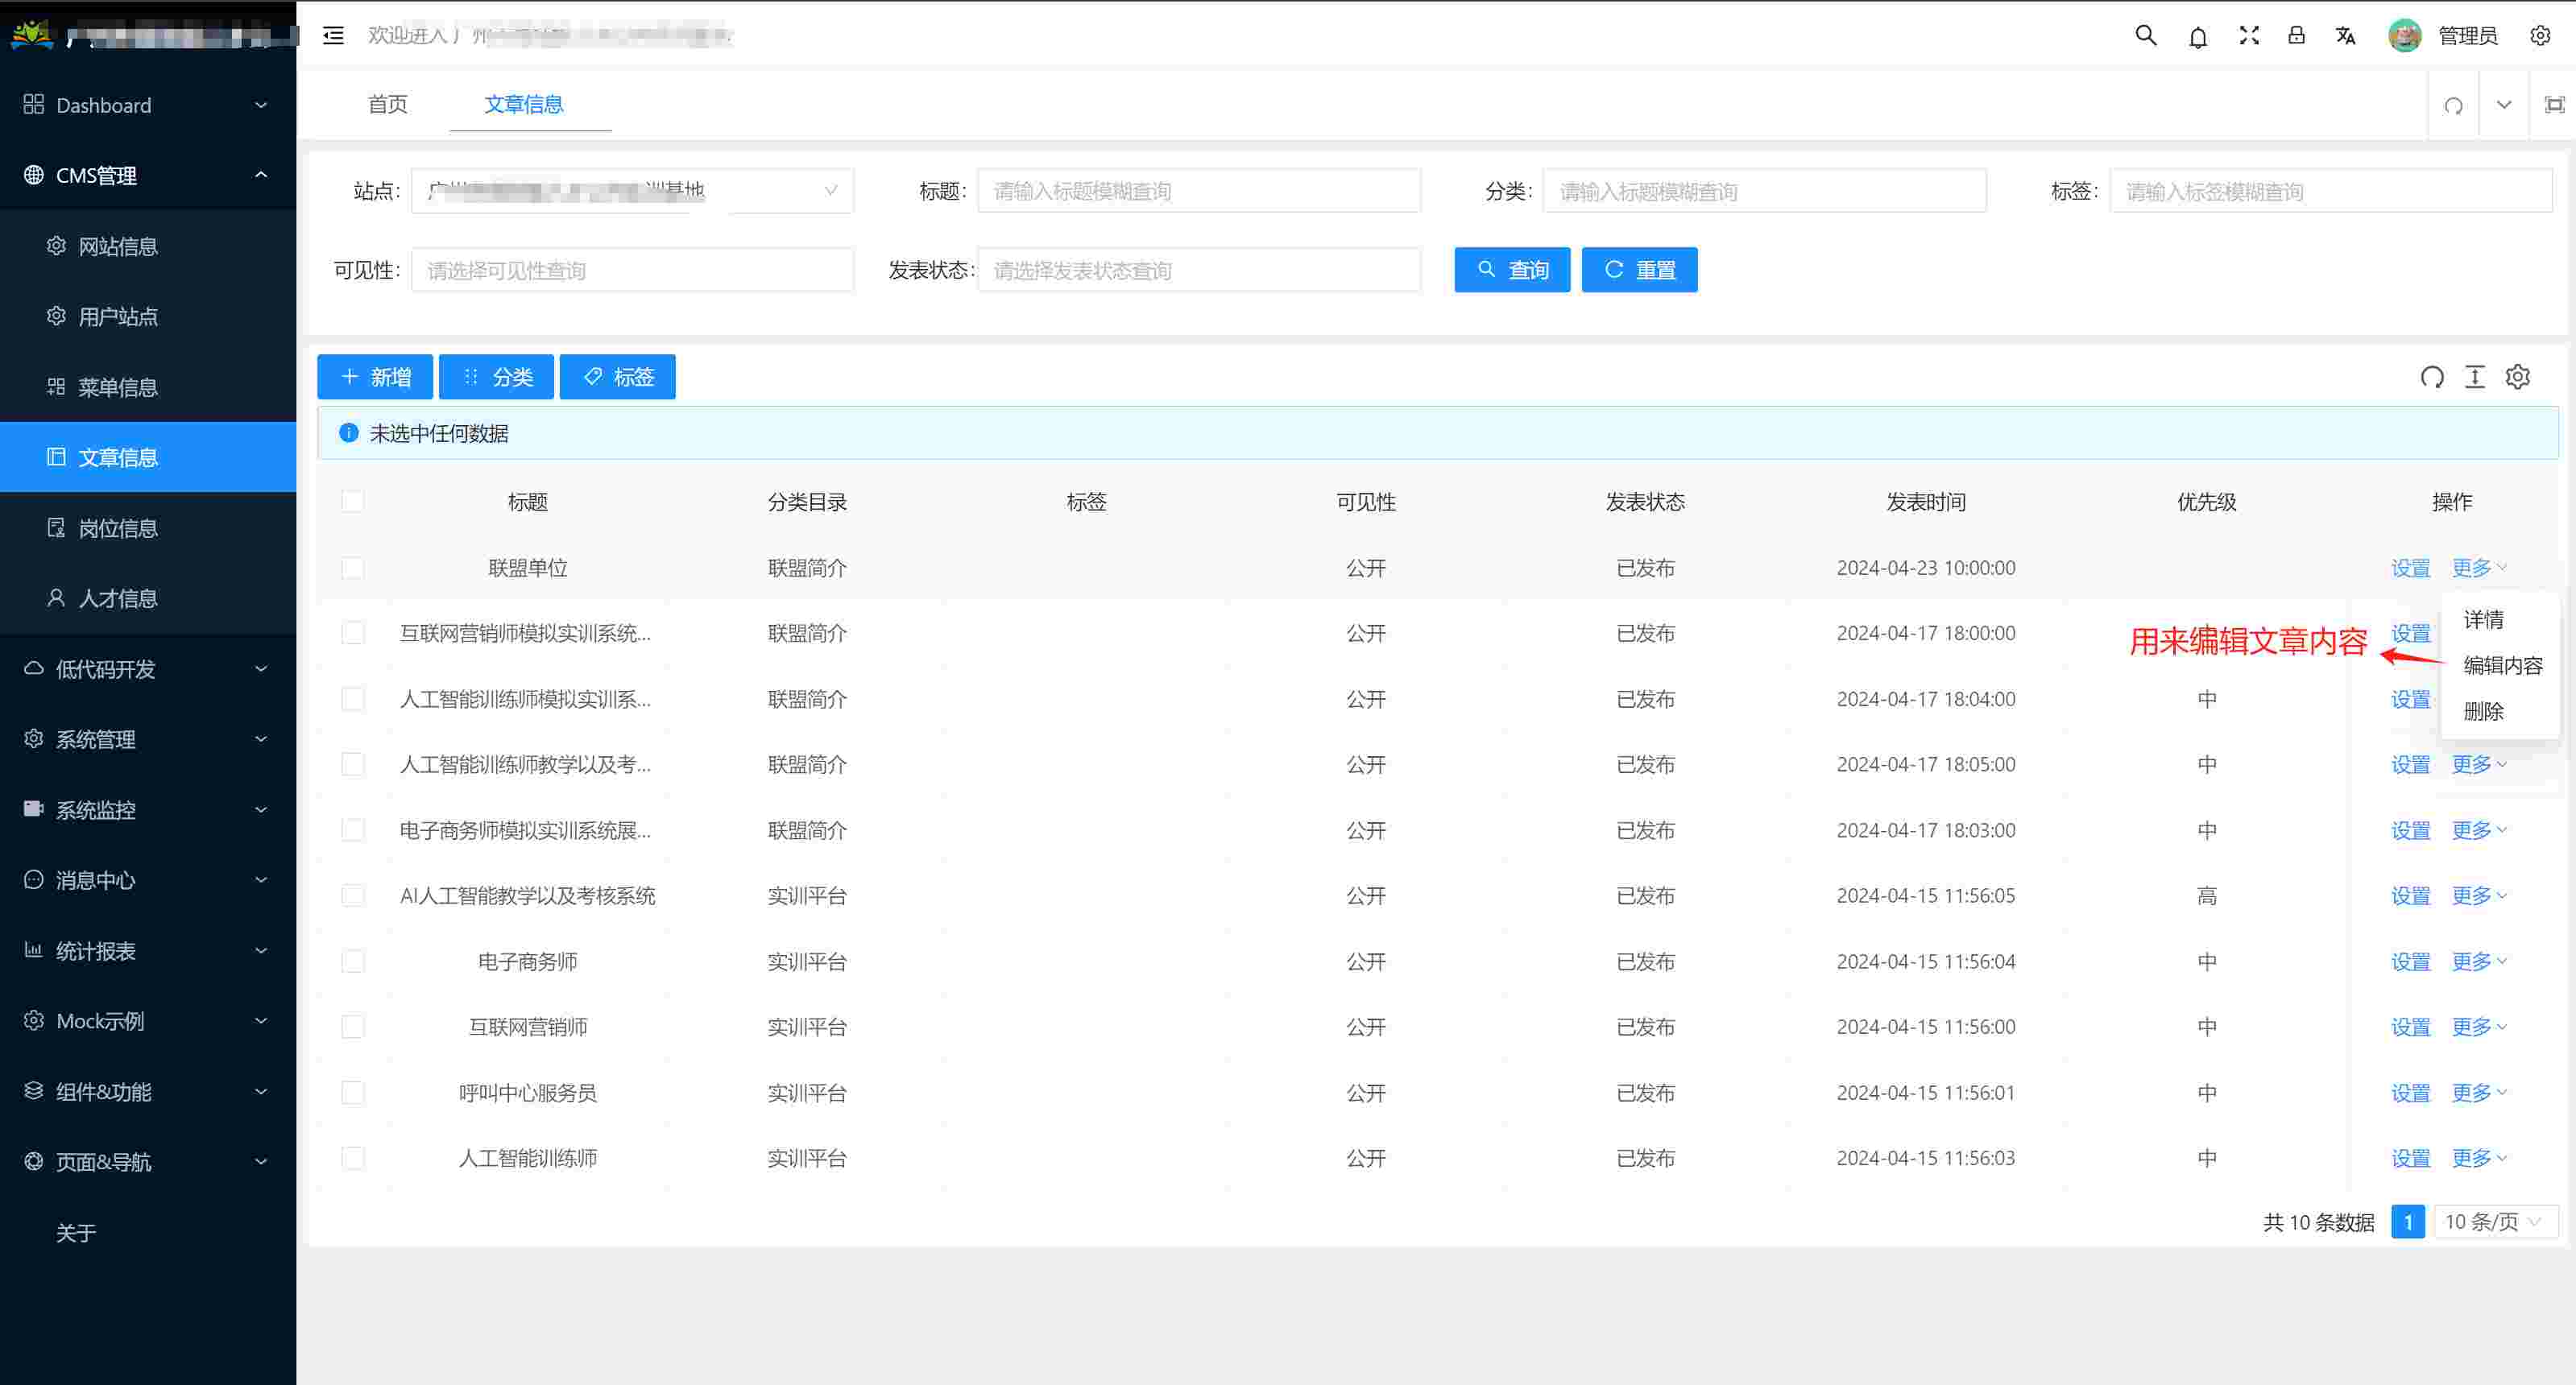 欢迎进入广州
管理员
Dashboard
首页
文章信息
CMS管理
站点:
训基地
标题:
请输入标题模糊查询
分类:
请输入标题模糊查询
标签:
请输入标签模糊查询
网站信息
可见性:
请选择可见性查询
发表状态:
请选择发表状态查询
查询
重置
用户站点
菜单信息
新增
分类
标签
文章信息
未选中任何数据
岗位信息
标题 分类目录 标签 可见性 发表状态 发表时间 优先级 操作
联盟单位 联盟简介 公开 已发布 2024-04-23 10:00:00 设置 更多
人才信息
互联网营销师模拟实训系统... 联盟简介 公开 已发布 2024-04-17 18:00:00 设置
详情
用来编辑文章内容
编辑内容
删除
低代码开发
人工智能训练师模拟实训系... 联盟简介 公开 已发布 2024-04-17 18:04:00 中 设置
系统管理
人工智能训练师教学以及考... 联盟简介 公开 已发布 2024-04-17 18:05:00 中 设置 更多
系统监控
电子商务师模拟实训系统展... 联盟简介 公开 已发布 2024-04-17 18:03:00 中 设置 更多
消息中心
AI人工智能教学以及考核系统 实训平台 公开 已发布 2024-04-15 11:56:05 高 设置 更多
统计报表
电子商务师 实训平台 公开 已发布 2024-04-15 11:56:04 中 设置 更多
Mock示例
互联网营销师 实训平台 公开 已发布 2024-04-15 11:56:00 中 设置 更多
组件&功能
呼叫中心服务员 实训平台 公开 已发布 2024-04-15 11:56:01 中 设置 更多
页面&导航
人工智能训练师 实训平台 公开 已发布 2024-04-15 11:56:03 中 设置 更多
关于
共 10 条数据 1 10 条/页